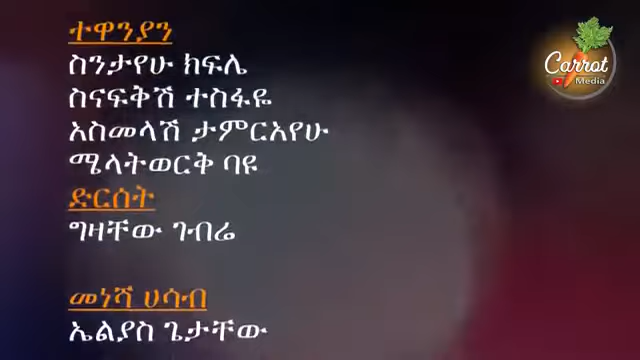 ተዋንያን
ስንታየሁ ክፍሌ
ስናፍቅሽ ተስፋዬ
አስመላሽ ታምርአየሁ
ሜላትወርቅ ባዩ
ድርሰት
ግዛቸው ገብሬ
መነሻ ሀሳብ
ኤልያስ ጌታቸው
Carrot
Media